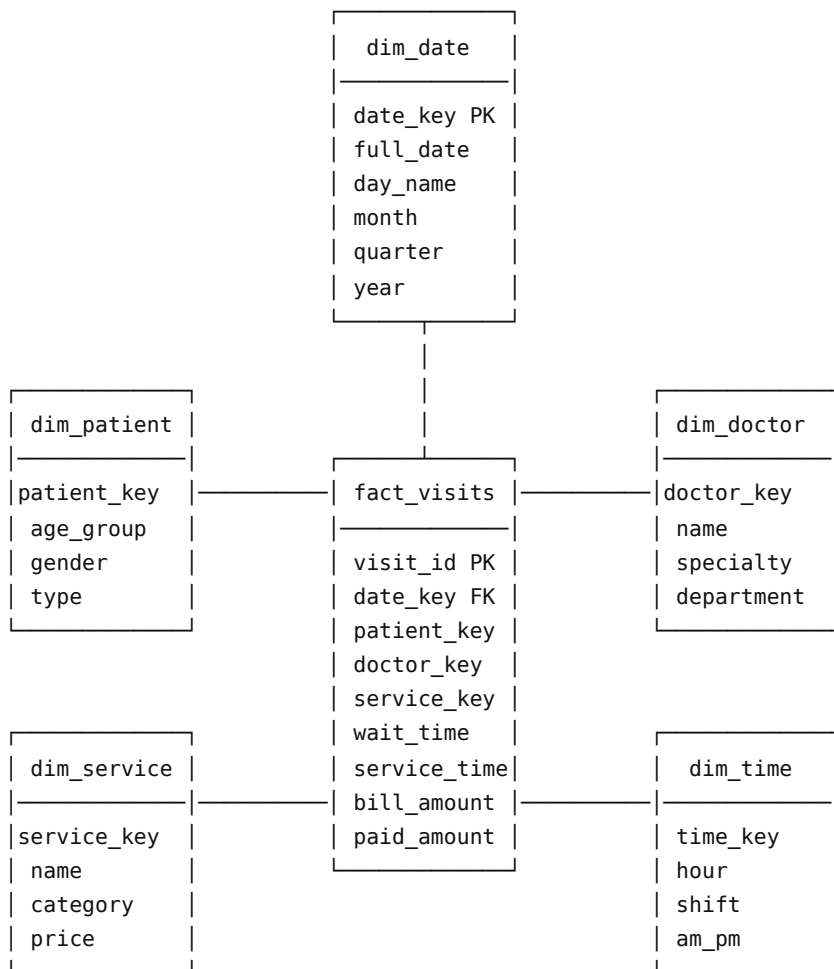 dim_date
date_key PK
full_date
day_name
month
quarter
year
dim_patient
patient_key
age_group
gender
type
fact_visits
visit_id PK
date_key FK
patient_key
doctor_key
service_key
wait_time
service_time
bill_amount
paid_amount
dim_doctor
doctor_key
name
specialty
department
dim_service
service_key
name
category
price
dim_time
time_key
hour
shift
am_pm